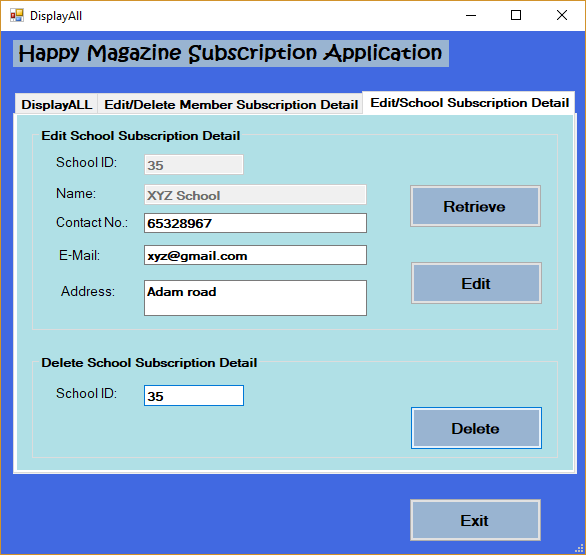 DisplayAll
Happy Magazine Subscription Application
DisplayALL Edit/Delete Member Subscription Detail Edit/School Subscription Detail
Edit School Subscription Detail
School ID: 35
Name: XYZ School
Retrieve
Contact No.: 65328967
E-Mail: xyz@gmail.com
Edit
Address: Adam road
Delete School Subscription Detail
School ID: 35
Delete
Exit